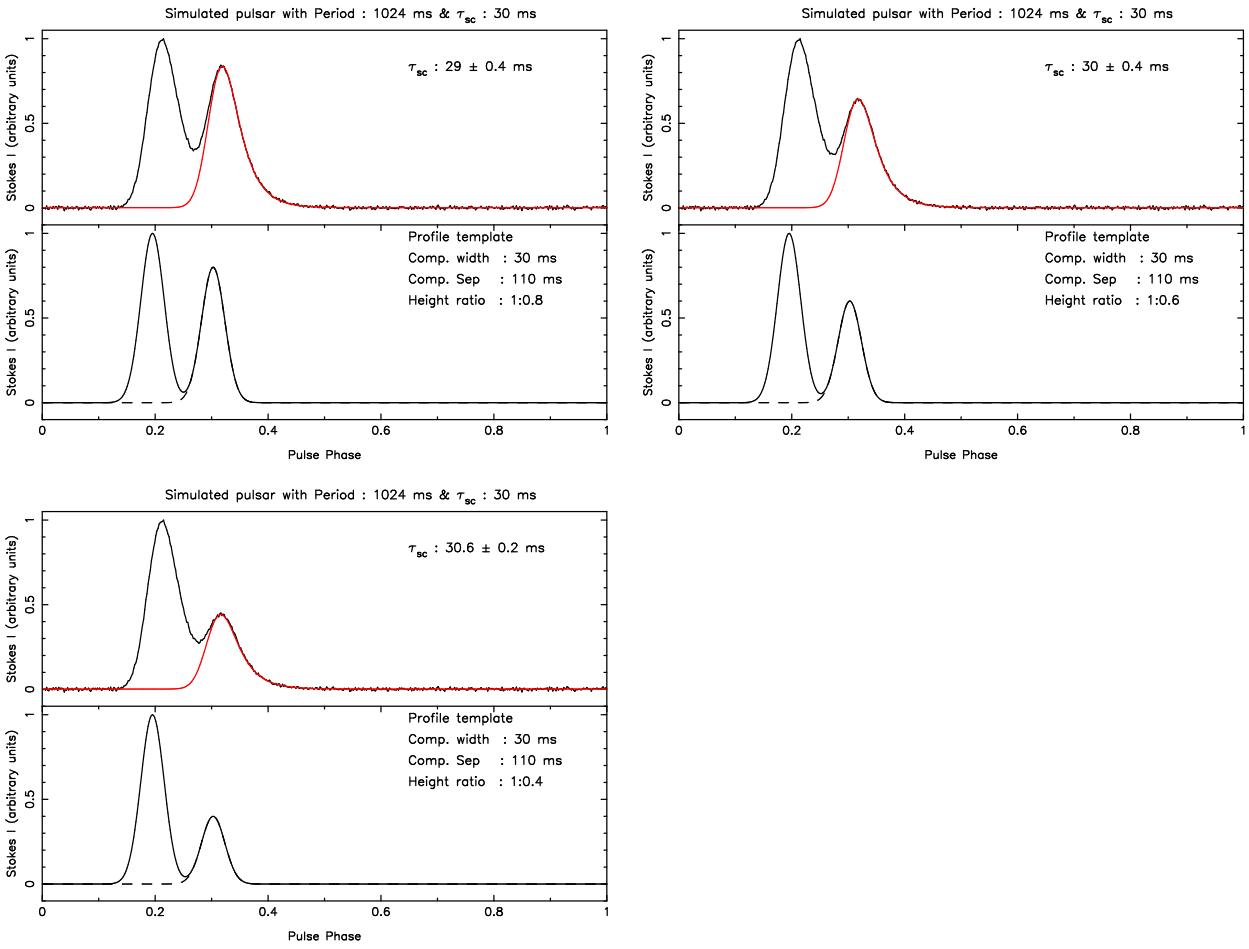 Simulated pulsar with Period : 1024 ms & τsc : 30 ms
τsc : 29 ± 0.4 ms
Stokes I (arbitrary units)
0 0.5 1
Profile template
Comp. width : 30 ms
Comp. Sep : 110 ms
Height ratio : 1:0.8
Stokes I (arbitrary units)
0 0.5 1
0 0.2 0.4 0.6 0.8 1
Pulse Phase
Simulated pulsar with Period : 1024 ms & τsc : 30 ms
τsc : 30 ± 0.4 ms
Stokes I (arbitrary units)
0 0.5 1
Profile template
Comp. width : 30 ms
Comp. Sep : 110 ms
Height ratio : 1:0.6
Stokes I (arbitrary units)
0 0.5 1
0 0.2 0.4 0.6 0.8 1
Pulse Phase
Simulated pulsar with Period : 1024 ms & τsc : 30 ms
τsc : 30.6 ± 0.2 ms
Stokes I (arbitrary units)
0 0.5 1
Profile template
Comp. width : 30 ms
Comp. Sep : 110 ms
Height ratio : 1:0.4
Stokes I (arbitrary units)
0 0.5 1
0 0.2 0.4 0.6 0.8 1
Pulse Phase